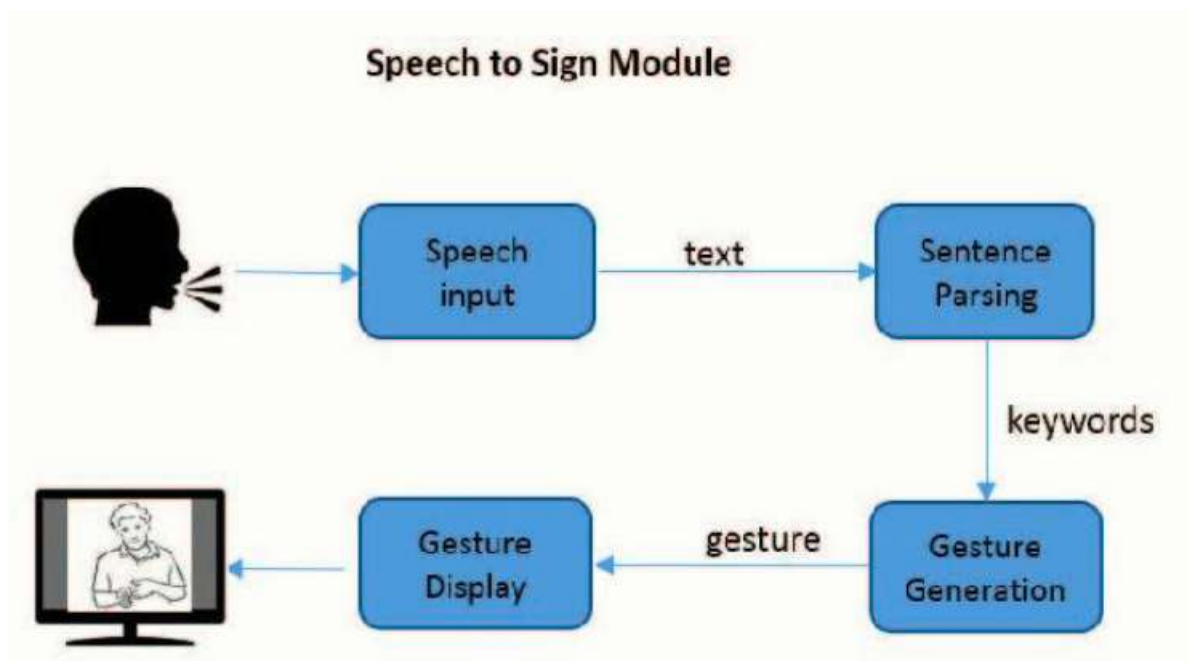 Speech to Sign Module
Speech
input
text
Sentence
Parsing
keywords
Gesture
Generation
gesture
Gesture
Display